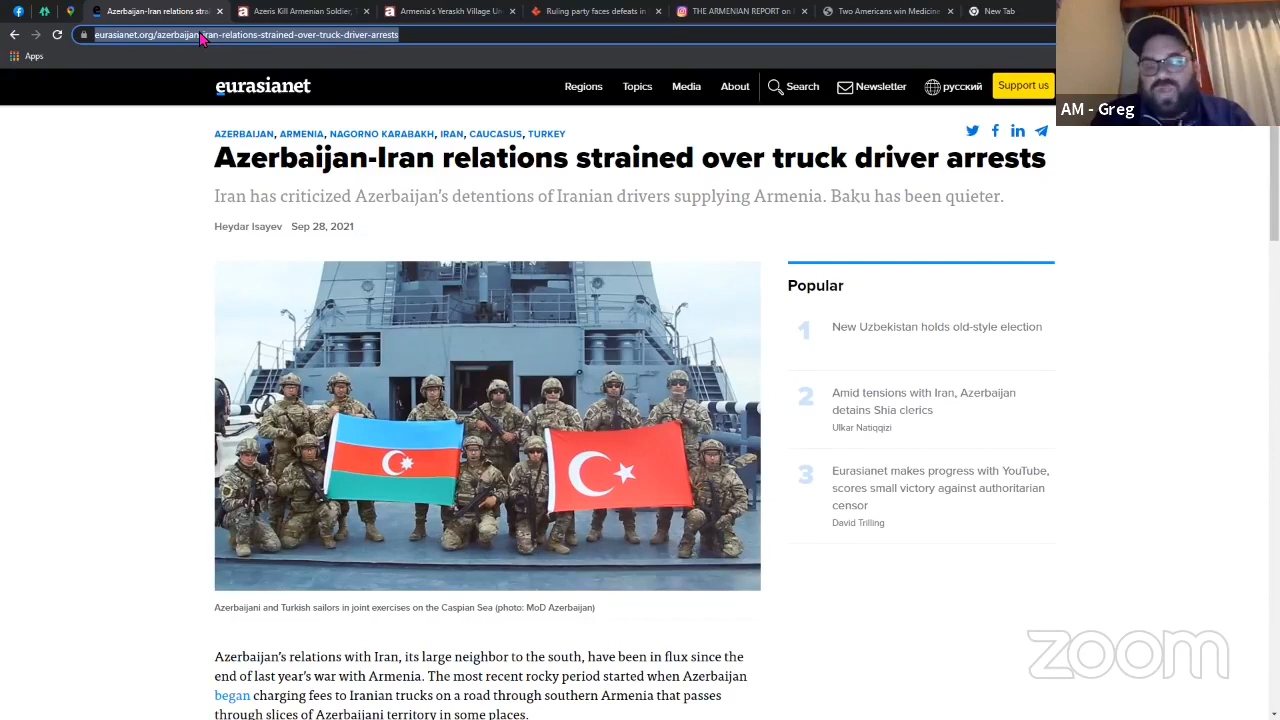 Azerbaijan-Iran relations stra
Azeris Kill Armenian Soldier, T
Armenia's Yeraskh Village Un
Ruling party faces defeats in
THE ARMENIAN REPORT on
Two Americans win Medicine
New Tab
eurasianet.org/azerbaijan-iran-relations-strained-over-truck-driver-arrests
Apps
eurasianet
Regions
Topics
Media
About
Search
Newsletter
русский
Support us
AM - Greg
AZERBAIJAN, ARMENIA, NAGORNO KARABAKH, IRAN, CAUCASUS, TURKEY
Azerbaijan-Iran relations strained over truck driver arrests
Iran has criticized Azerbaijan's detentions of Iranian drivers supplying Armenia. Baku has been quieter.
Heydar Isayev Sep 28, 2021
Azerbaijani and Turkish sailors in joint exercises on the Caspian Sea (photo: MoD Azerbaijan)
Azerbaijan's relations with Iran, its large neighbor to the south, have been in flux since the
end of last year's war with Armenia. The most recent rocky period started when Azerbaijan
began charging fees to Iranian trucks on a road through southern Armenia that passes
through slices of Azerbaijani territory in some places.
Popular
1
New Uzbekistan holds old-style election
2
Amid tensions with Iran, Azerbaijan
detains Shia clerics
Ulkar Natiqqizi
3
Eurasianet makes progress with YouTube,
scores small victory against authoritarian
censor
David Trilling
zoom